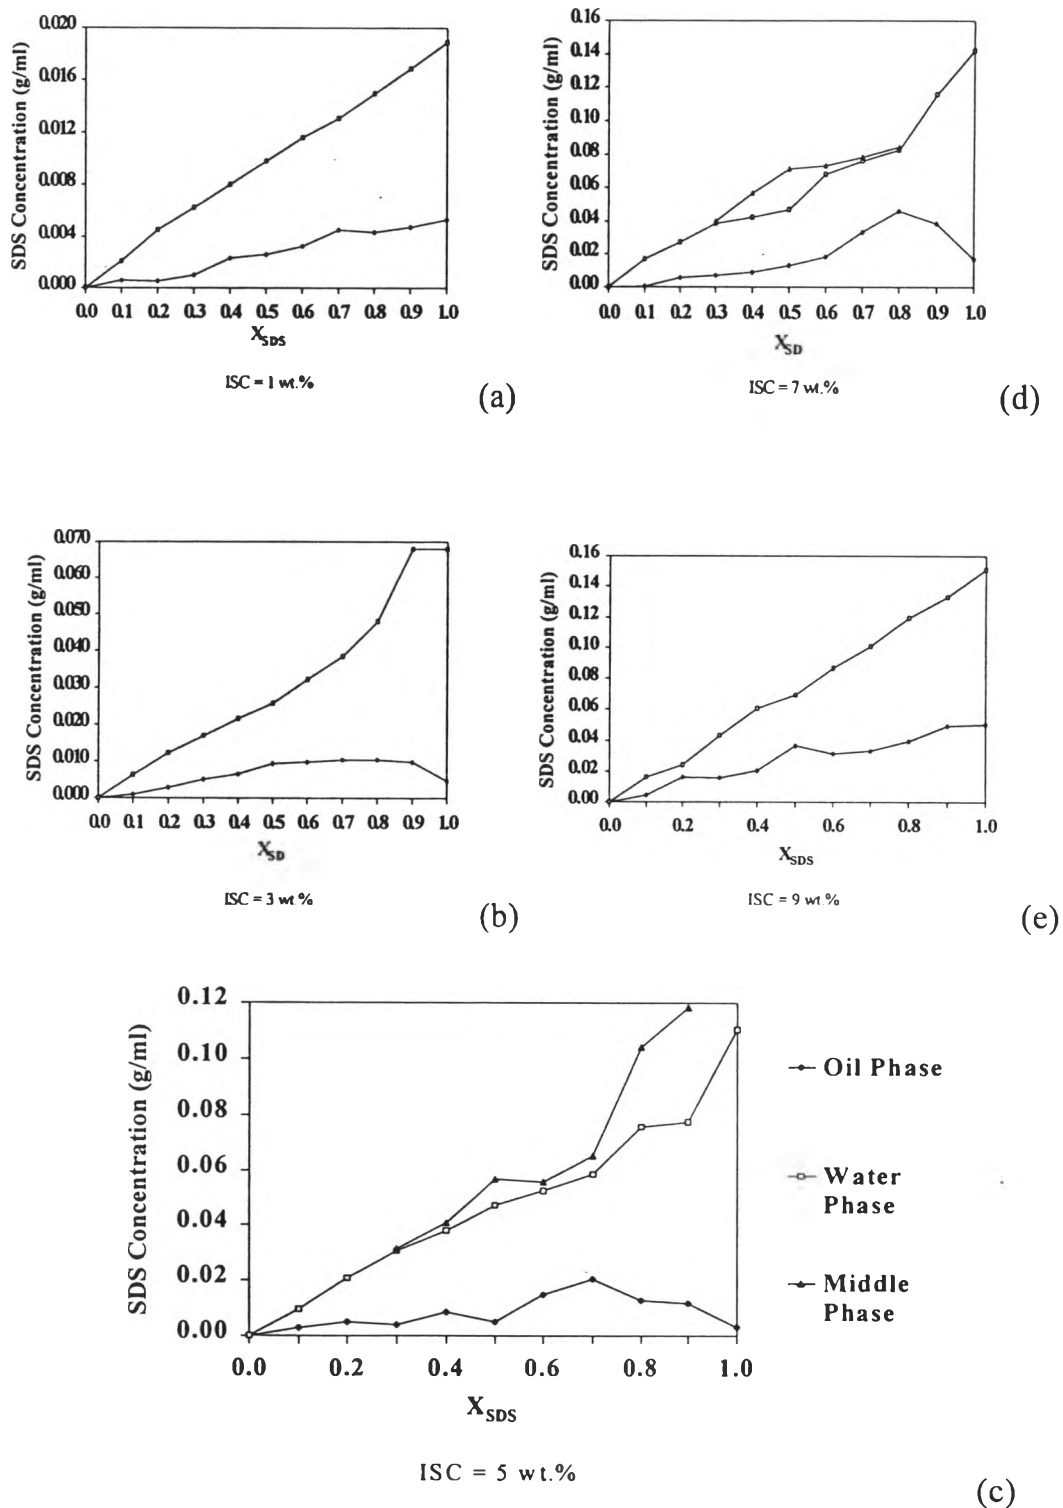 SDS Concentration (g/ml)
0.020
0.016
0.012
0.008
0.004
0.000
0.0 0.1 0.2 0.3 0.4 0.5 0.6 0.7 0.8 0.9 1.0
XSDS
ISC = 1 wt.%
(a)
SDS Concentration (g/ml)
0.16
0.14
0.12
0.10
0.08
0.06
0.04
0.02
0.00
0.0 0.1 0.2 0.3 0.4 0.5 0.6 0.7 0.8 0.9 1.0
XSD
ISC = 7 wt.%
(d)
SDS Concentration (g/ml)
0.070
0.060
0.050
0.040
0.030
0.020
0.010
0.000
0.0 0.1 0.2 0.3 0.4 0.5 0.6 0.7 0.8 0.9 1.0
XSD
ISC = 3 wt.%
(b)
SDS Concentration (g/ml)
0.16
0.14
0.12
0.10
0.08
0.06
0.04
0.02
0.00
0.0 0.2 0.4 0.6 0.8 1.0
XSDS
ISC = 9 wt.%
(e)
SDS Concentration (g/ml)
0.12
0.10
0.08
0.06
0.04
0.02
0.00
0.0 0.2 0.4 0.6 0.8 1.0
XSDS
ISC = 5 wt.%
(c)
Oil Phase
Water
Phase
Middle
Phase